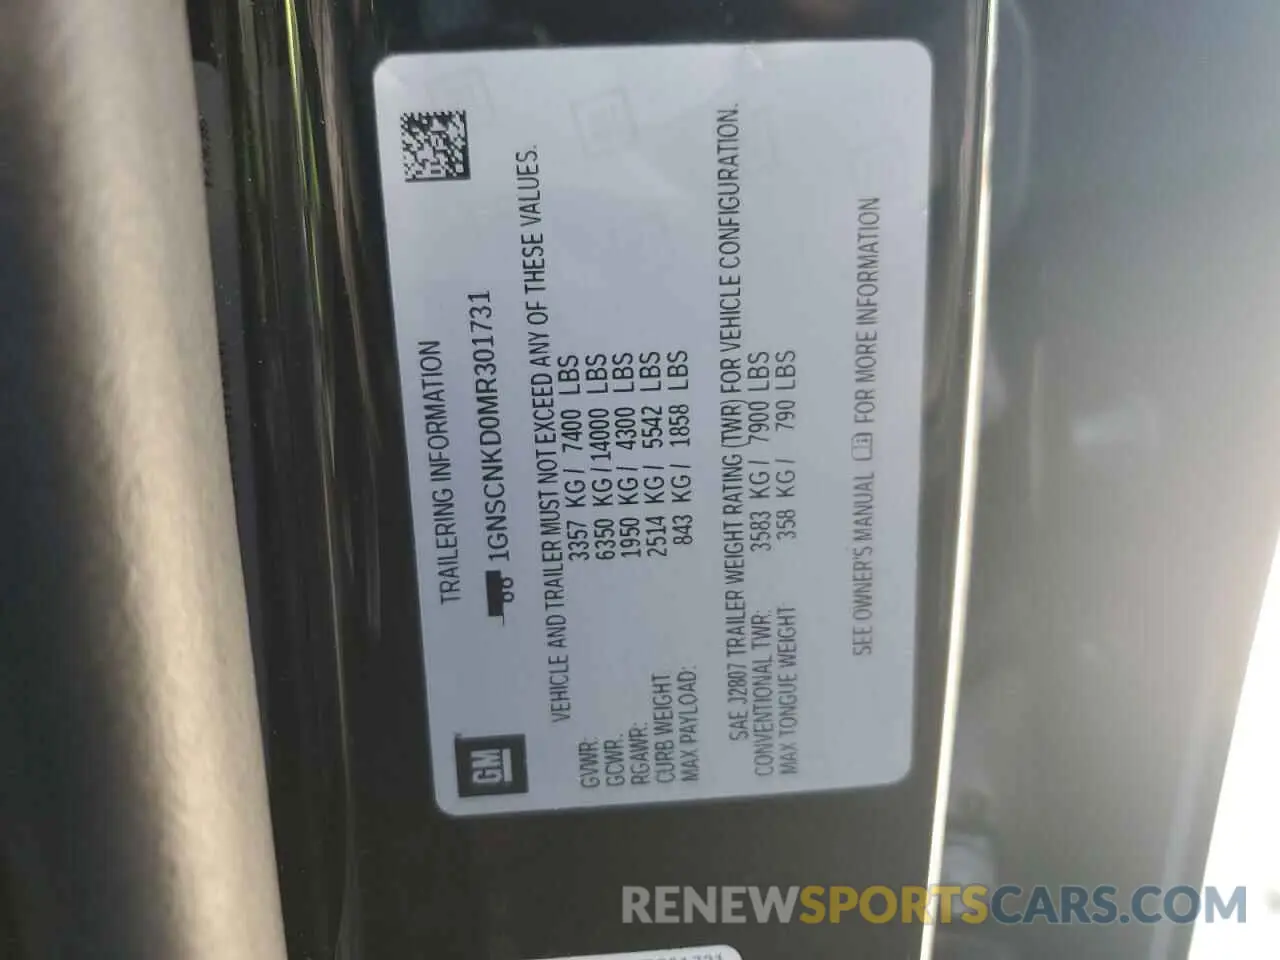 TRAILERING INFORMATION
1GNSCNKD0MR301731
GM
VEHICLE AND TRAILER MUST NOT EXCEED ANY OF THESE VALUES.
GVWR: 3357 KG / 7400 LBS
GCWR: 6350 KG / 14000 LBS
RGAWR: 1950 KG / 4300 LBS
CURB WEIGHT 2514 KG / 5542 LBS
MAX PAYLOAD: 843 KG / 1858 LBS
SAE J2807 TRAILER WEIGHT RATING (TWR) FOR VEHICLE CONFIGURATION.
CONVENTIONAL TWR: 3583 KG / 7900 LBS
MAX TONGUE WEIGHT: 358 KG / 790 LBS
SEE OWNER'S MANUAL FOR MORE INFORMATION
RENEWSPORTSCARS.COM